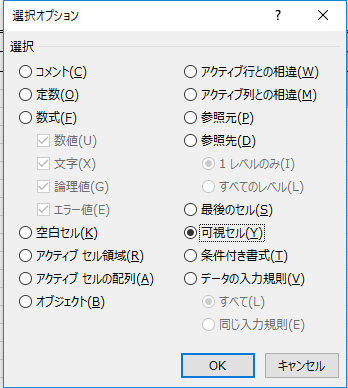 選択オプション
選択
コメント(C)
定数(O)
数式(F)
数値(U)
文字(X)
論理値(G)
エラー値(E)
空白セル(K)
アクティブ セル領域(R)
アクティブ セルの配列(A)
オブジェクト(B)
アクティブ行との相違(W)
アクティブ列との相違(M)
参照元(P)
参照先(D)
1 レベルのみ(I)
すべてのレベル(L)
最後のセル(S)
可視セル(Y)
条件付き書式(T)
データの入力規則(V)
すべて(L)
同じ入力規則(E)
OK
キャンセル